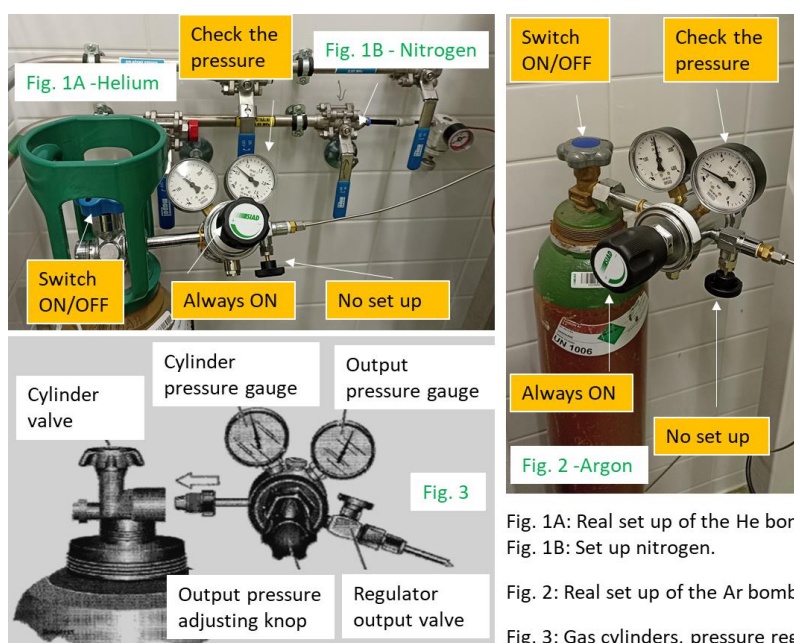 Check the
pressure
Fig. 1B - Nitrogen
Fig. 1A -Helium
Switch
ON/OFF
Always ON
No set up
Switch
ON/OFF
Check the
pressure
SIAD
UN 1006
Always ON
No set up
Fig. 2 -Argon
Cylinder
valve
Cylinder
pressure gauge
Output
pressure gauge
Fig. 3
Output pressure
adjusting knop
Regulator
output valve
Fig. 1A: Real set up of the He
Fig. 1B: Set up nitrogen.
Fig. 2: Real set up of the Ar bomb
Fig. 3: Gas cylinders, pressure